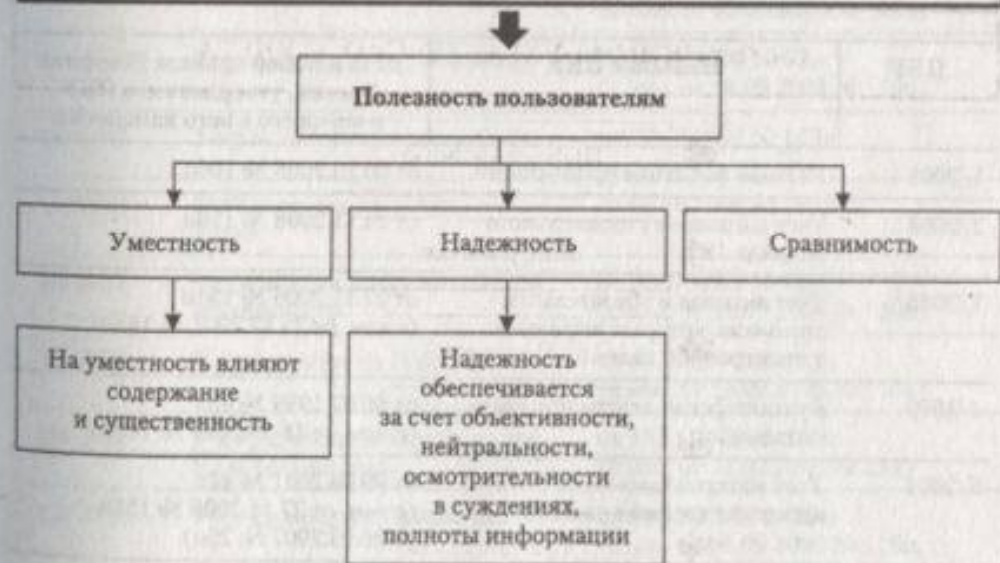 Полезность пользователям
Уместность
Надежность
Сравнимость
На уместность влияют
содержание
и существенность
Надежность
обеспечивается
за счет объективности,
нейтральности,
осмотрительности
в суждениях,
полноты информации